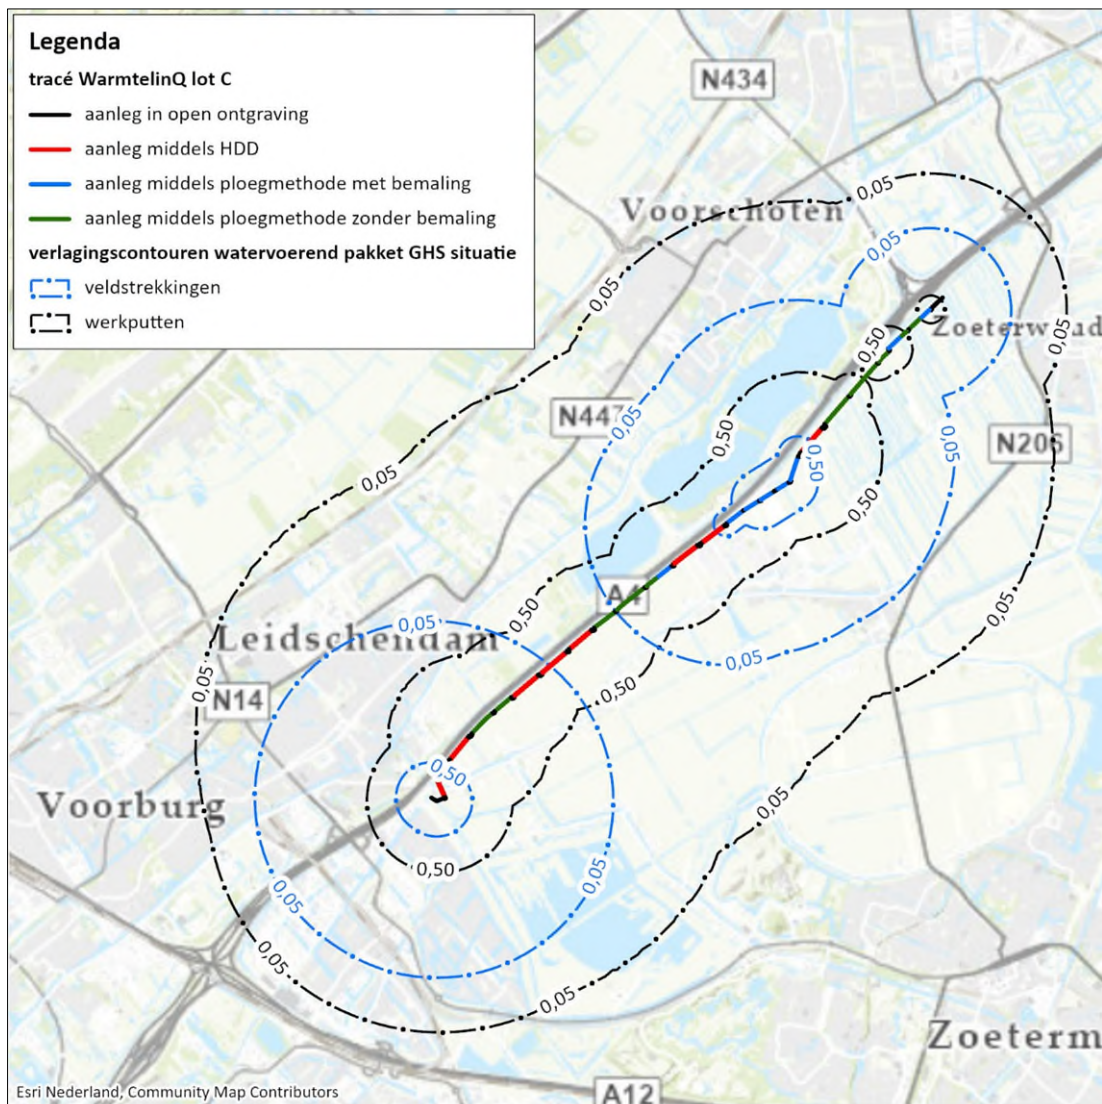 Legenda
tracé WarmtelinQ lot C
aanleg in open ontgraving
aanleg middels HDD
aanleg middels ploegmethode met bemaling
aanleg middels ploegmethode zonder bemaling
verlagingscontouren watervoerend pakket GHS situatie
veldstrekkingen
werkputten
N434
0,05
Voorschoten
0,05
0,05
Zoeterwoud
0,05
0,50
N447
0,05
0,50
0,05
N206
0,50
0,05
0,50
A4
0,05
0,50
0,05
Leidschendam
0,05
0,05
0,50
N14
0,50
Voorburg
0,05
0,50
0,05
0,05
0,05
0,05
Zoeterm
A12
Esri Nederland, Community Map Contributors